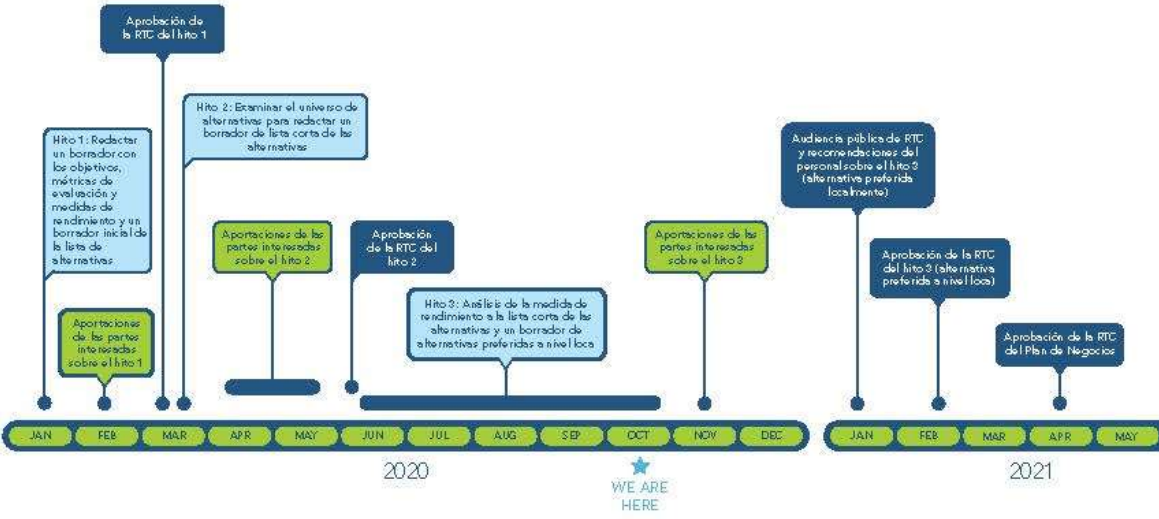 Aprobación de
la RTC del hito 1
Hito 2: Examinar el universo de
alternativas para redactar un
borrador de lista corta de las
alternativas
Hito 1: Redactar
un borrador con
los objetivos,
métricas de
evaluación y
medidas de
rendimiento y un
borrador inicial de
la lista de
alternativas
Audiencia pública de RTC
y recomendaciones del
personal sobre el hito 3
(alternativa preferida
localmente)
Aportaciones de las
partes interesadas
sobre el hito 2
Aprobación
de la RTC del
hito 2
Aportaciones de las
partes interesadas
sobre el hito 3
Aprobación de la RTC
del hito 3 (alternativa
preferida a nivel loca)
Hito 3: Análisis de la medida de
rendimiento a la lista corta de las
alternativas y un borrador de
alternativas preferidas a nivel loca
Aportaciones
de las partes
interesadas
sobre el hito 1
Aprobación de la RTC
del Plan de Negocios
JAN FEB MAR APR MAY JUN JUL AUG SEP OCT NOV DEC JAN FEB MAR APR MAY
2020
2021
WE ARE
HERE